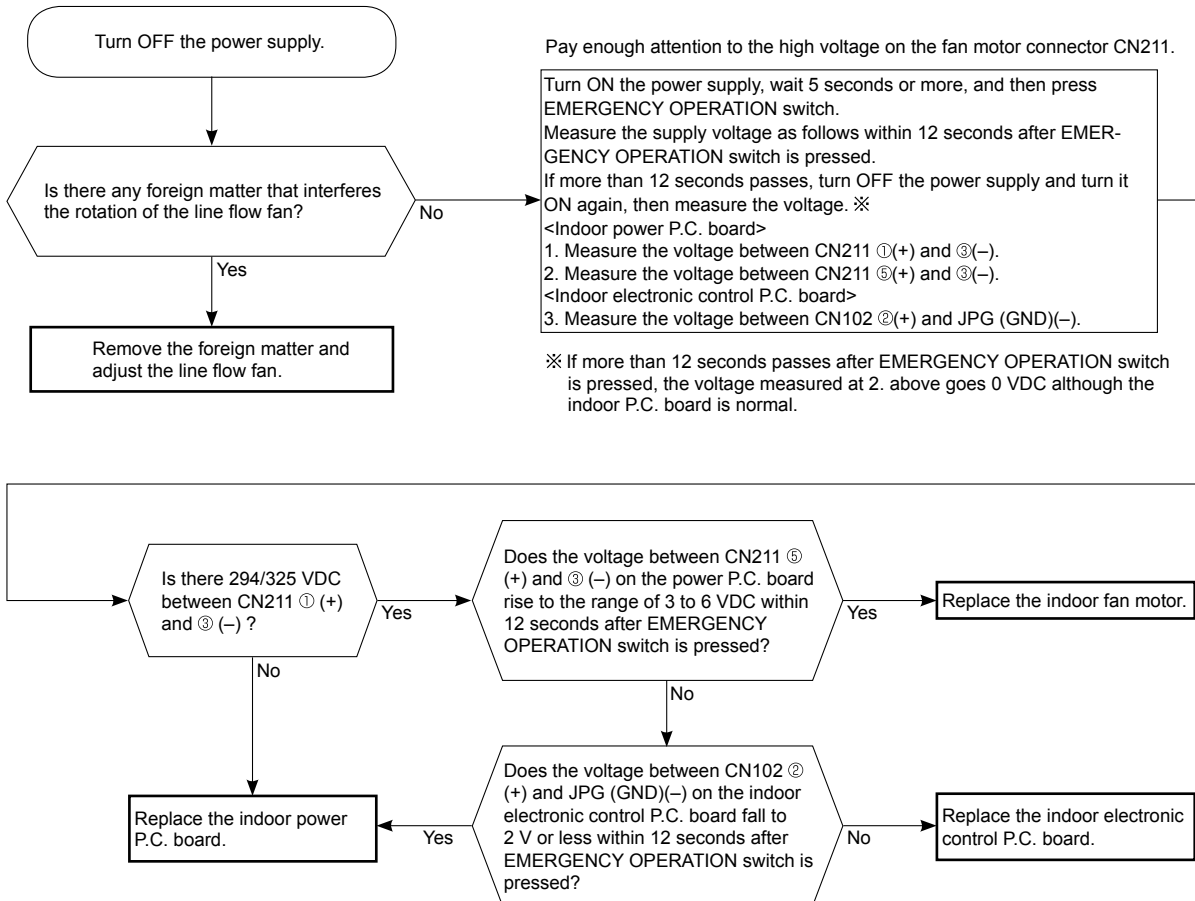 Turn OFF the power supply.
Pay enough attention to the high voltage on the fan motor connector CN211.
Is there any foreign matter that interferes
the rotation of the line flow fan?
No
Yes
Remove the foreign matter and
adjust the line flow fan.
Turn ON the power supply, wait 5 seconds or more, and then press
EMERGENCY OPERATION switch.
Measure the supply voltage as follows within 12 seconds after EMER-
GENCY OPERATION switch is pressed.
If more than 12 seconds passes, turn OFF the power supply and turn it
ON again, then measure the voltage. ※
<Indoor power P.C. board>
1. Measure the voltage between CN211 ①(+) and ③(–).
2. Measure the voltage between CN211 ⑤(+) and ③(–).
<Indoor electronic control P.C. board>
3. Measure the voltage between CN102 ②(+) and JPG (GND)(–).
※ If more than 12 seconds passes after EMERGENCY OPERATION switch
is pressed, the voltage measured at 2. above goes 0 VDC although the
indoor P.C. board is normal.
Is there 294/325 VDC
between CN211 ① (+)
and ③ (–) ?
Yes
No
Does the voltage between CN211 ⑤
(+) and ③ (–) on the power P.C. board
rise to the range of 3 to 6 VDC within
12 seconds after EMERGENCY
OPERATION switch is pressed?
Yes
No
Replace the indoor fan motor.
Replace the indoor power
P.C. board.
Yes
Does the voltage between CN102 ②
(+) and JPG (GND)(–) on the indoor
electronic control P.C. board fall to
2 V or less within 12 seconds after
EMERGENCY OPERATION switch is
pressed?
No
Replace the indoor electronic
control P.C. board.